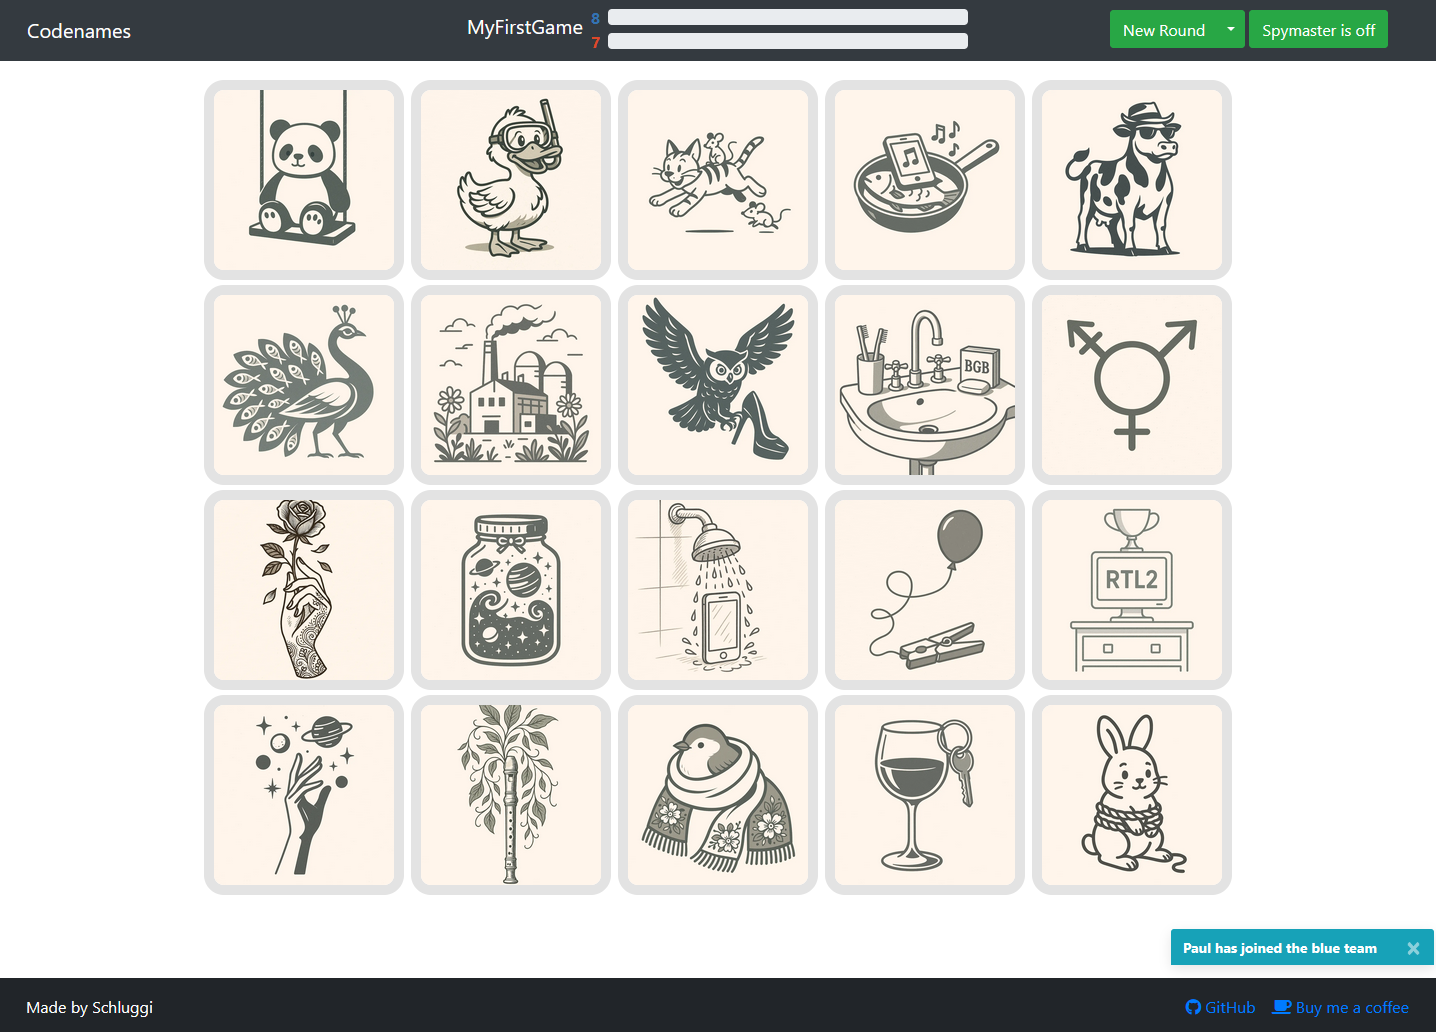 Codenames
MyFirstGame
8
7
New Round
Spymaster is off
BGB
RTL2
Paul has joined the blue team ×
Made by Schluggi
GitHub
Buy me a coffee